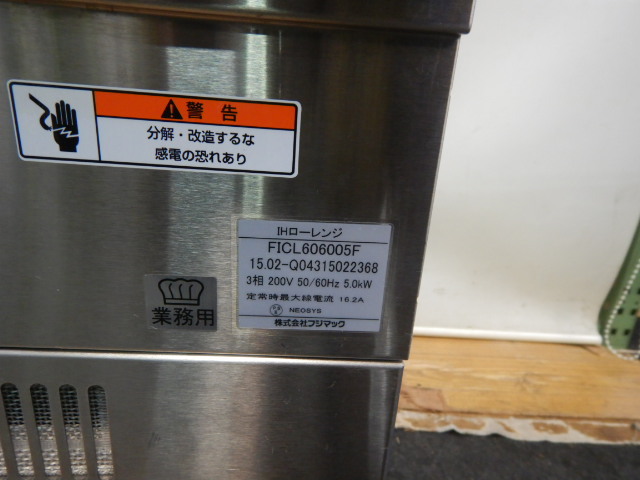 警告
分解・改造するな
感電の恐れあり
IHローレンジ
FICL606005F
15.02-Q04315022368
3相 200V 50/60Hz 5.0kW
定常時最大線電流 16.2A
NEOSYS
株式会社フジマック
業務用